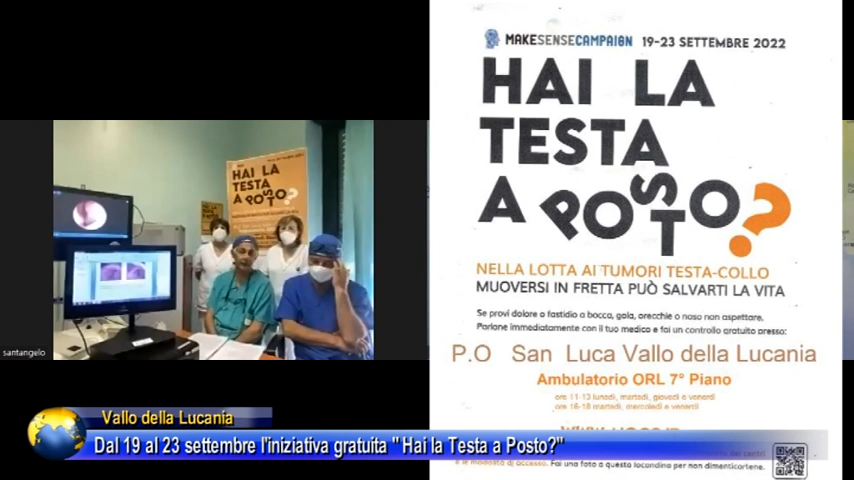 MAKESENSECAMPAIGN 19-23 SETTEMBRE 2022
HAI LA
TESTA
A POSTO?
NELLA LOTTA AI TUMORI TESTA-COLLO
MUOVERSI IN FRETTA PUÒ SALVARTI LA VITA
Se provi dolore o fastidio a bocca, gola, orecchie o naso non aspettare.
Parlane immediatamente con il tuo medico e fai un controllo gratuito presso:
P.O San Luca Vallo della Lucania
Ambulatorio ORL 7° Piano
ore 11-13 lunedì, martedì, giovedì e venerdì
ore 16-18 martedì, mercoledì e venerdì
e le modalità di accesso. Fai una foto a questa locandina per non dimenticartene.
HAI LA
TESTA
A POSTO?
santangelo
Vallo della Lucania
Dal 19 al 23 settembre l'iniziativa gratuita "Hai la Testa a Posto?"